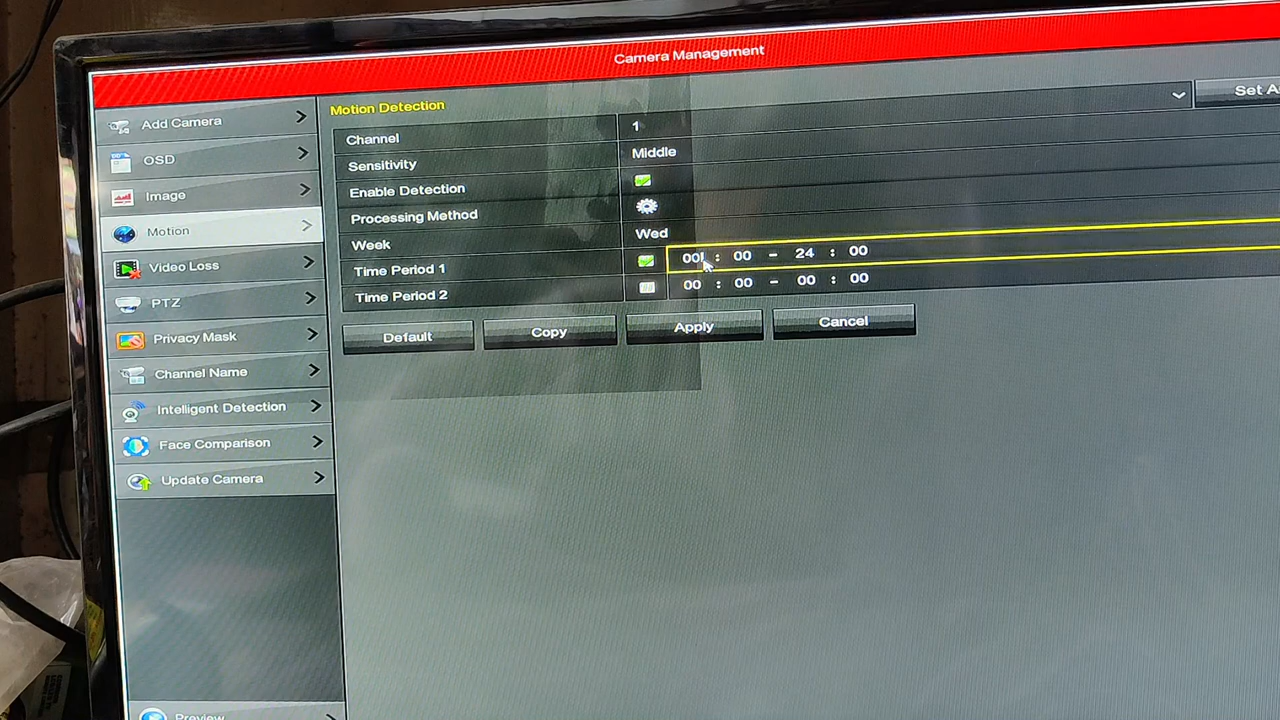 Camera Management
Add Camera
OSD
Image
Motion
Video Loss
PTZ
Privacy Mask
Channel Name
Intelligent Detection
Face Comparison
Update Camera
Preview
Motion Detection
Channel 1
Set A
Sensitivity Middle
Enable Detection
Processing Method
Week Wed
Time Period 1 00 : 00 - 24 : 00
Time Period 2 00 : 00 - 00 : 00
Default Copy Apply Cancel